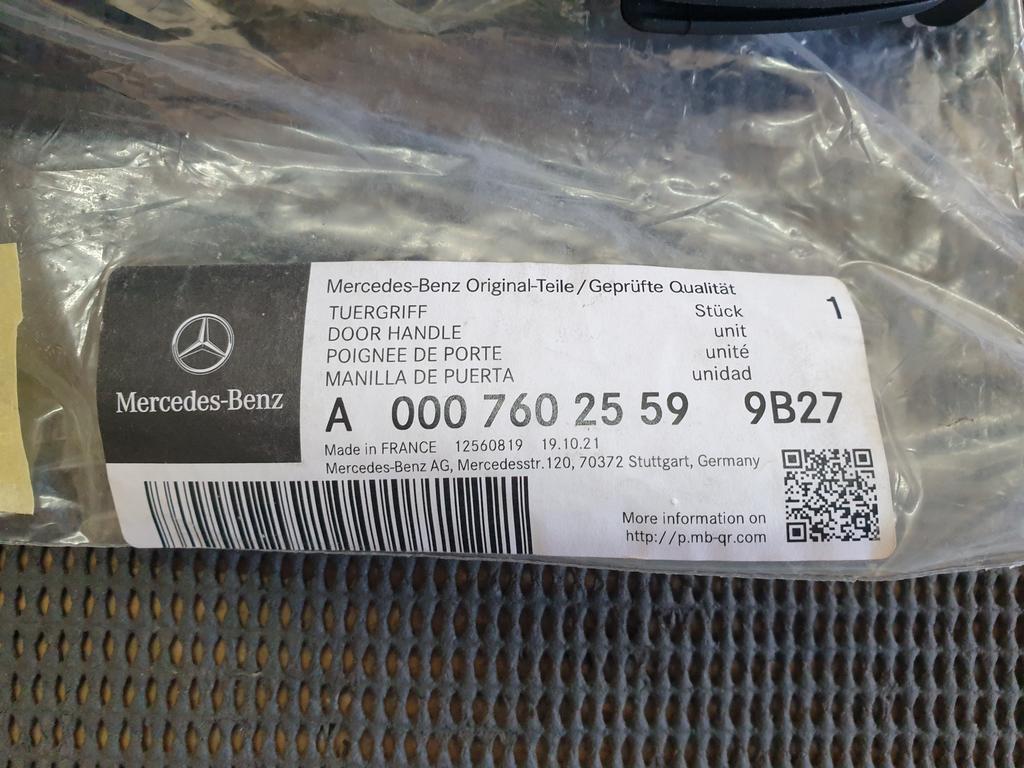 Mercedes-Benz
Mercedes-Benz Original-Teile/Geprüfte Qualität
TUERGRIFF Stück 1
DOOR HANDLE unit
POIGNEE DE PORTE unité
MANILLA DE PUERTA unidad
A 000 760 25 59 9B27
Made in FRANCE 12560819 19.10.21
Mercedes-Benz AG, Mercedesstr.120, 70372 Stuttgart, Germany
More information on
http://p.mb-qr.com